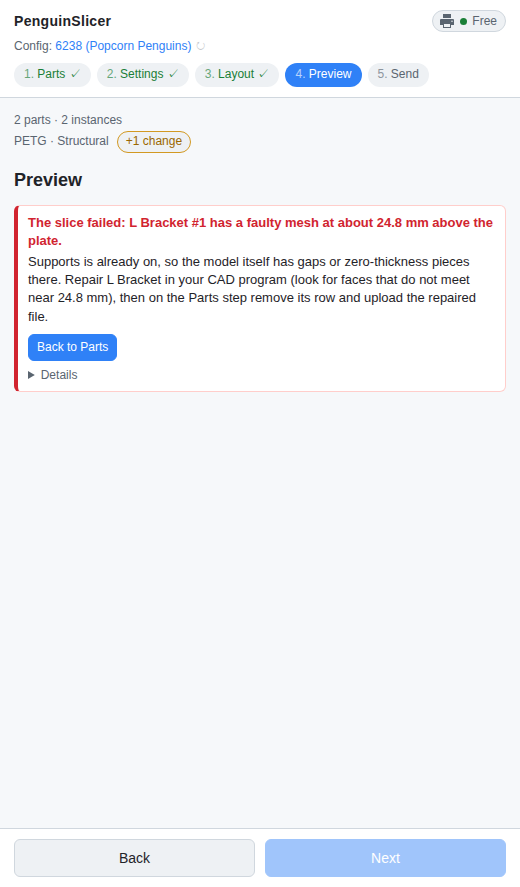 PenguinSlicer
Free
Config: 6238 (Popcorn Penguins)
1. Parts ✓
2. Settings ✓
3. Layout ✓
4. Preview
5. Send
2 parts · 2 instances
PETG · Structural
+1 change
Preview
The slice failed: L Bracket #1 has a faulty mesh at about 24.8 mm above the
plate.
Supports is already on, so the model itself has gaps or zero-thickness pieces
there. Repair L Bracket in your CAD program (look for faces that do not meet
near 24.8 mm), then on the Parts step remove its row and upload the repaired
file.
Back to Parts
Details
Back
Next